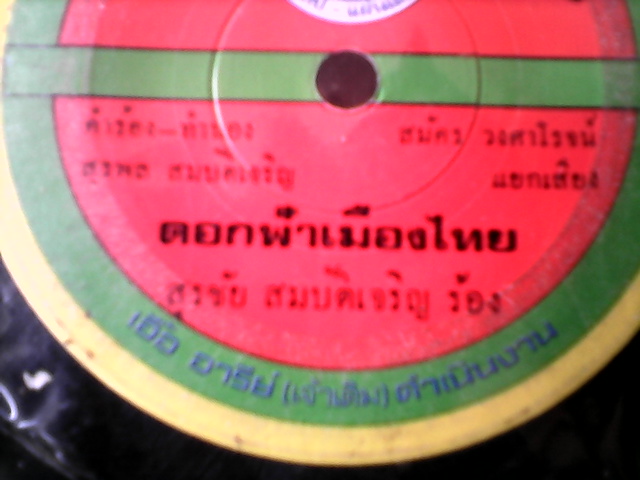 คำร้อง-ทำนอง
สุรพล สมบัติเจริญ
สมัคร วงศาโรจน์
แยกเสียง
ดอกฟ้าเมืองไทย
สุรชัย สมบัติเจริญ ร้อง
เอื้อ อารีย์ (เจ้าเดิม) ดำเนินงาน